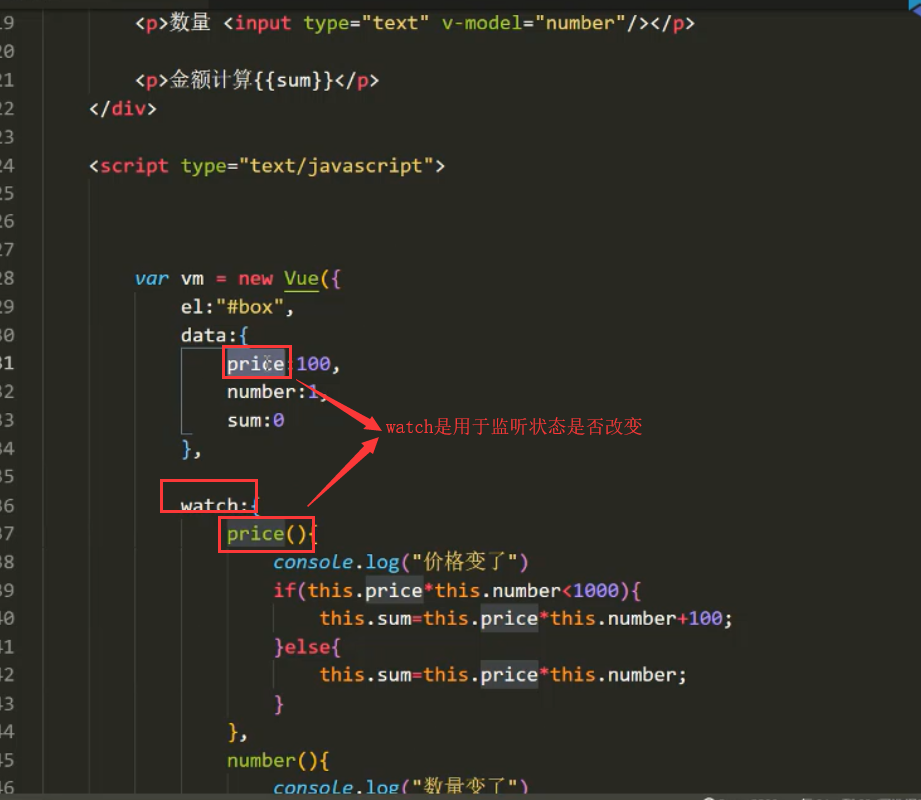 19 <p>数量 <input type="text" v-model="number"/></p>
20
21 <p>金额计算{{sum}}</p>
22 </div>
23
24 <script type="text/javascript">
25
26
27
28 var vm = new Vue({
29 el:"#box",
30 data:{
31 price:100,
32 number:1,
33 sum:0
watch是用于监听状态是否改变
34 },
35
36 watch:{
37 price(){
38 console.log("价格变了")
39 if(this.price*this.number<1000){
40 this.sum=this.price*this.number+100;
41 }else{
42 this.sum=this.price*this.number;
43 }
44 },
45 number(){
46 console.log("数量变了")